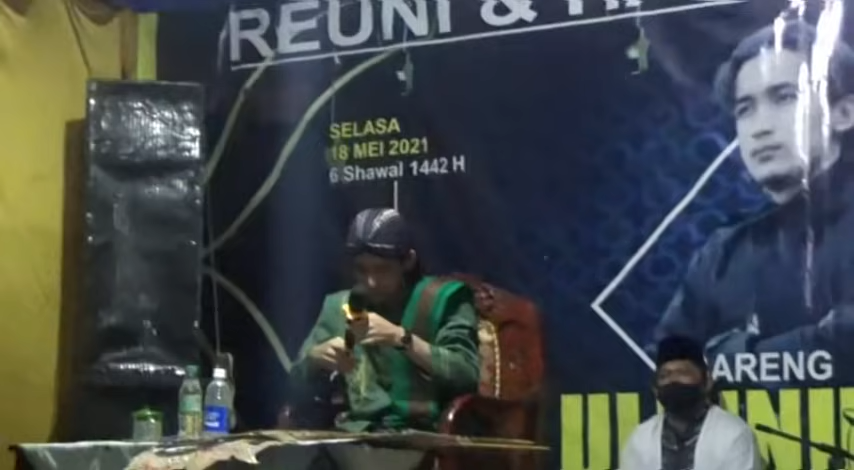 REUNI &
SELASA
18 MEI 2021
6 Shawal 1442 H
ARENG